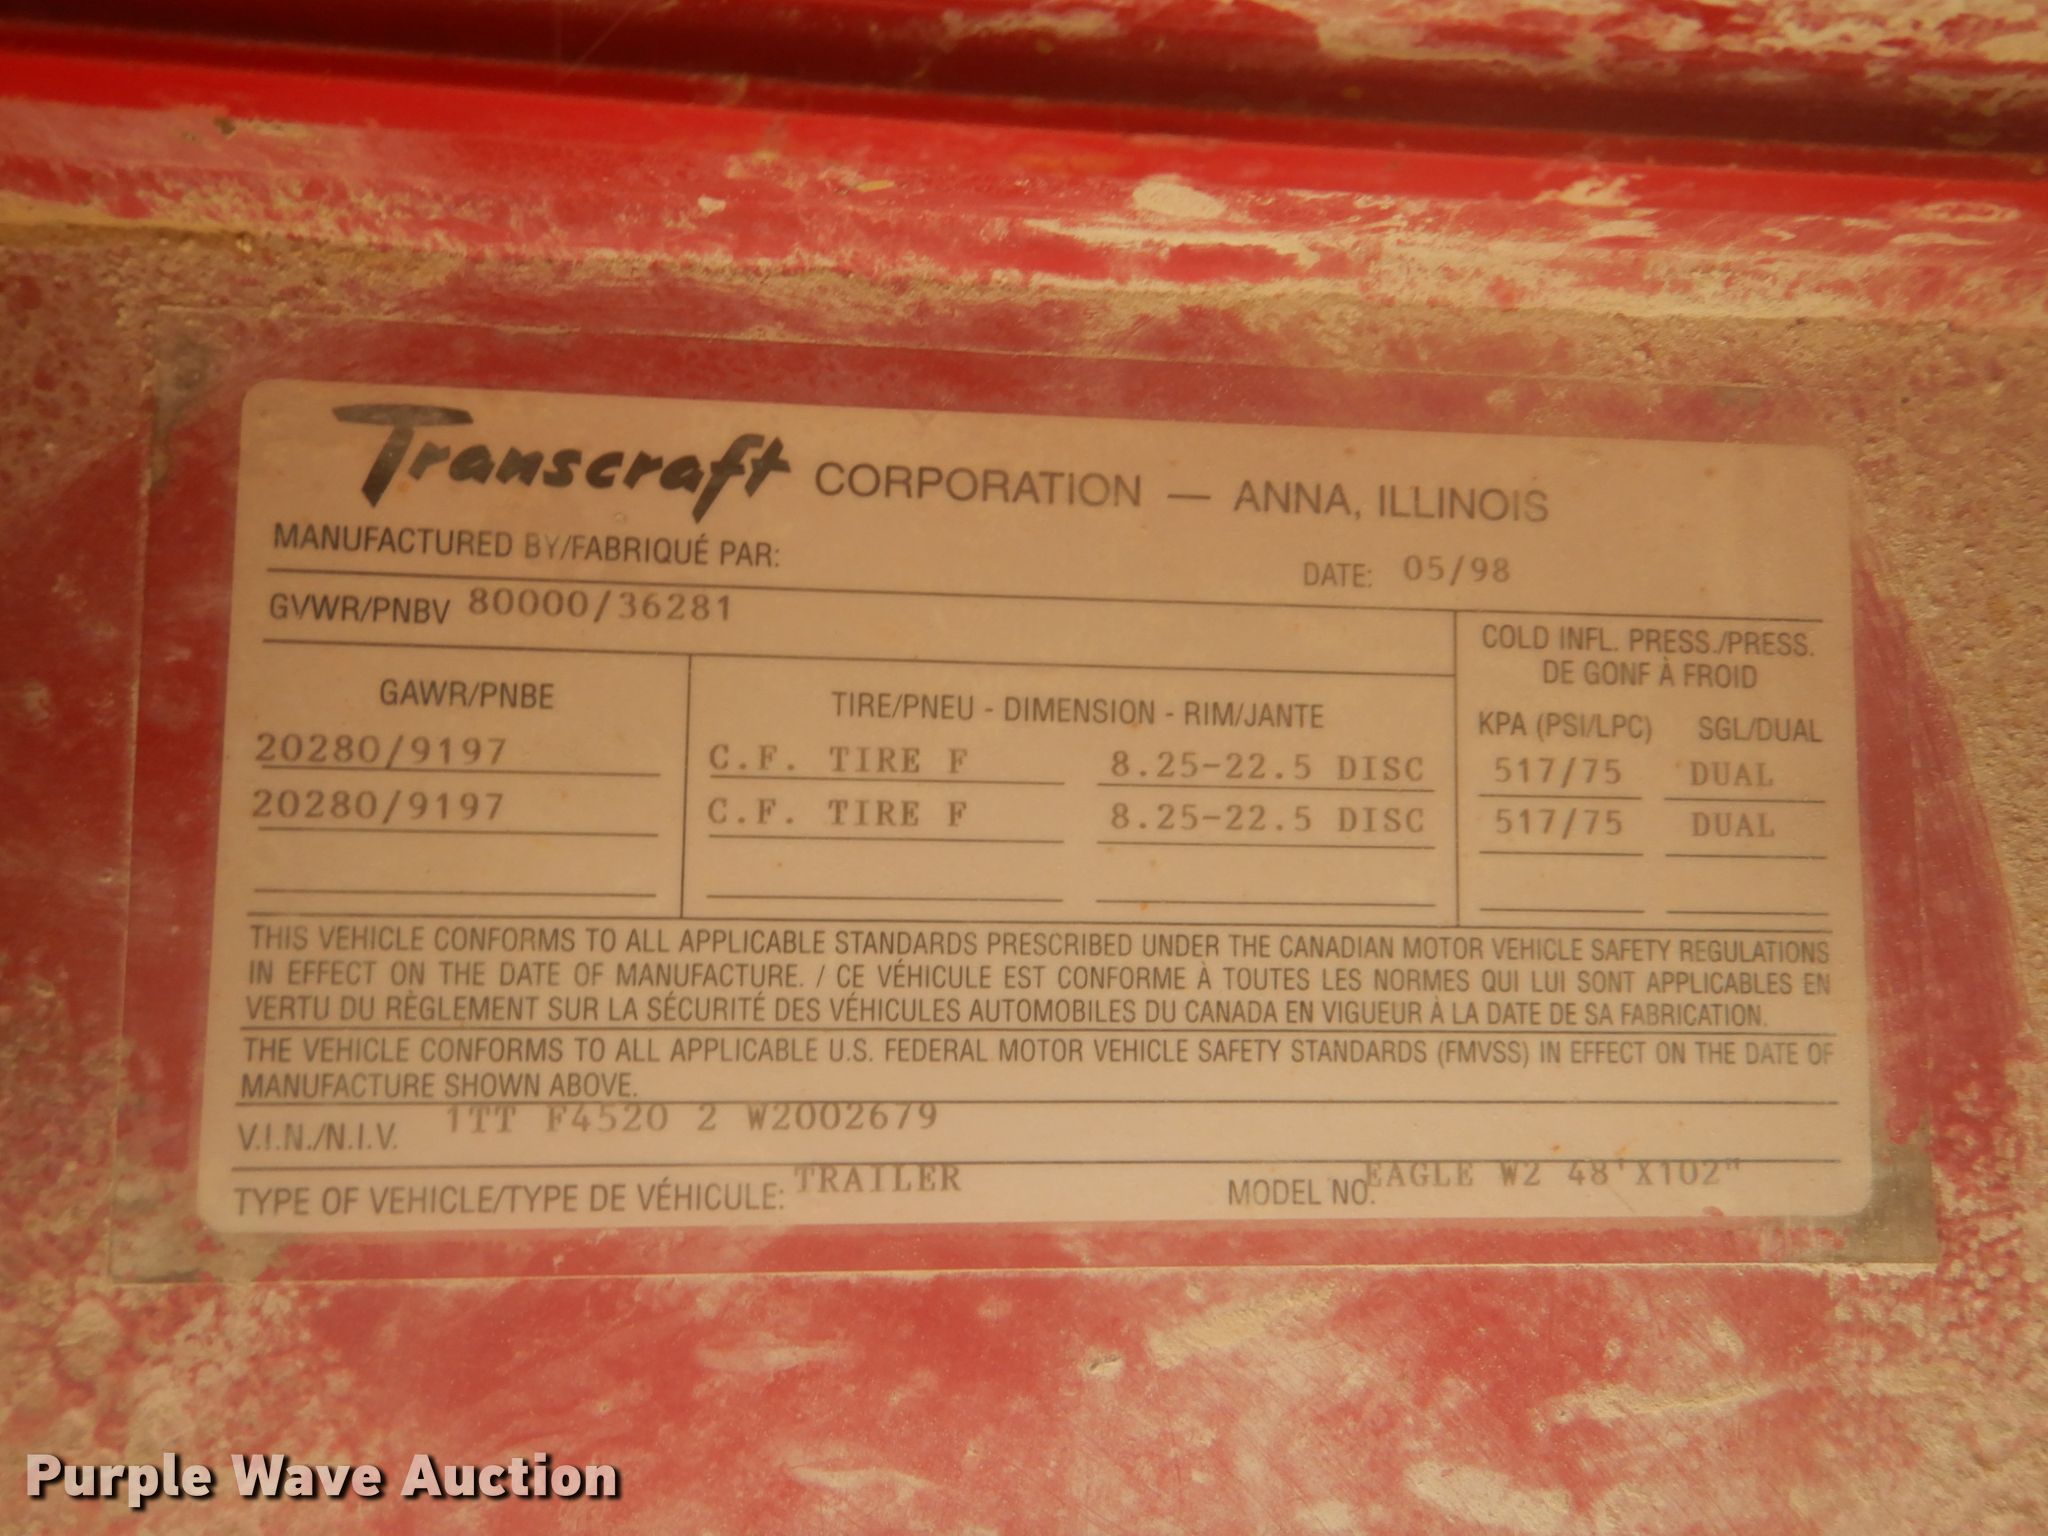 Transcraft CORPORATION — ANNA, ILLINOIS
MANUFACTURED BY/FABRIQUÉ PAR:
DATE: 05/98
GVWR/PNBV 80000/36281
COLD INFL. PRESS./PRESS.
DE GONF À FROID
GAWR/PNBE TIRE/PNEU - DIMENSION - RIM/JANTE KPA (PSI/LPC) SGL/DUAL
20280/9197 C.F. TIRE F 8.25-22.5 DISC 517/75 DUAL
20280/9197 C.F. TIRE F 8.25-22.5 DISC 517/75 DUAL
THIS VEHICLE CONFORMS TO ALL APPLICABLE STANDARDS PRESCRIBED UNDER THE CANADIAN MOTOR VEHICLE SAFETY REGULATIONS
IN EFFECT ON THE DATE OF MANUFACTURE. / CE VÉHICULE EST CONFORME À TOUTES LES NORMES QUI LUI SONT APPLICABLES EN
VERTU DU RÈGLEMENT SUR LA SÉCURITÉ DES VÉHICULES AUTOMOBILES DU CANADA EN VIGUEUR À LA DATE DE SA FABRICATION.
THE VEHICLE CONFORMS TO ALL APPLICABLE U.S. FEDERAL MOTOR VEHICLE SAFETY STANDARDS (FMVSS) IN EFFECT ON THE DATE OF
MANUFACTURE SHOWN ABOVE.
V.I.N./N.I.V. 1TT F4520 2 W2002679
TYPE OF VEHICLE/TYPE DE VÉHICULE: TRAILER MODEL NO. EAGLE W2 48'X102"
Purple Wave Auction